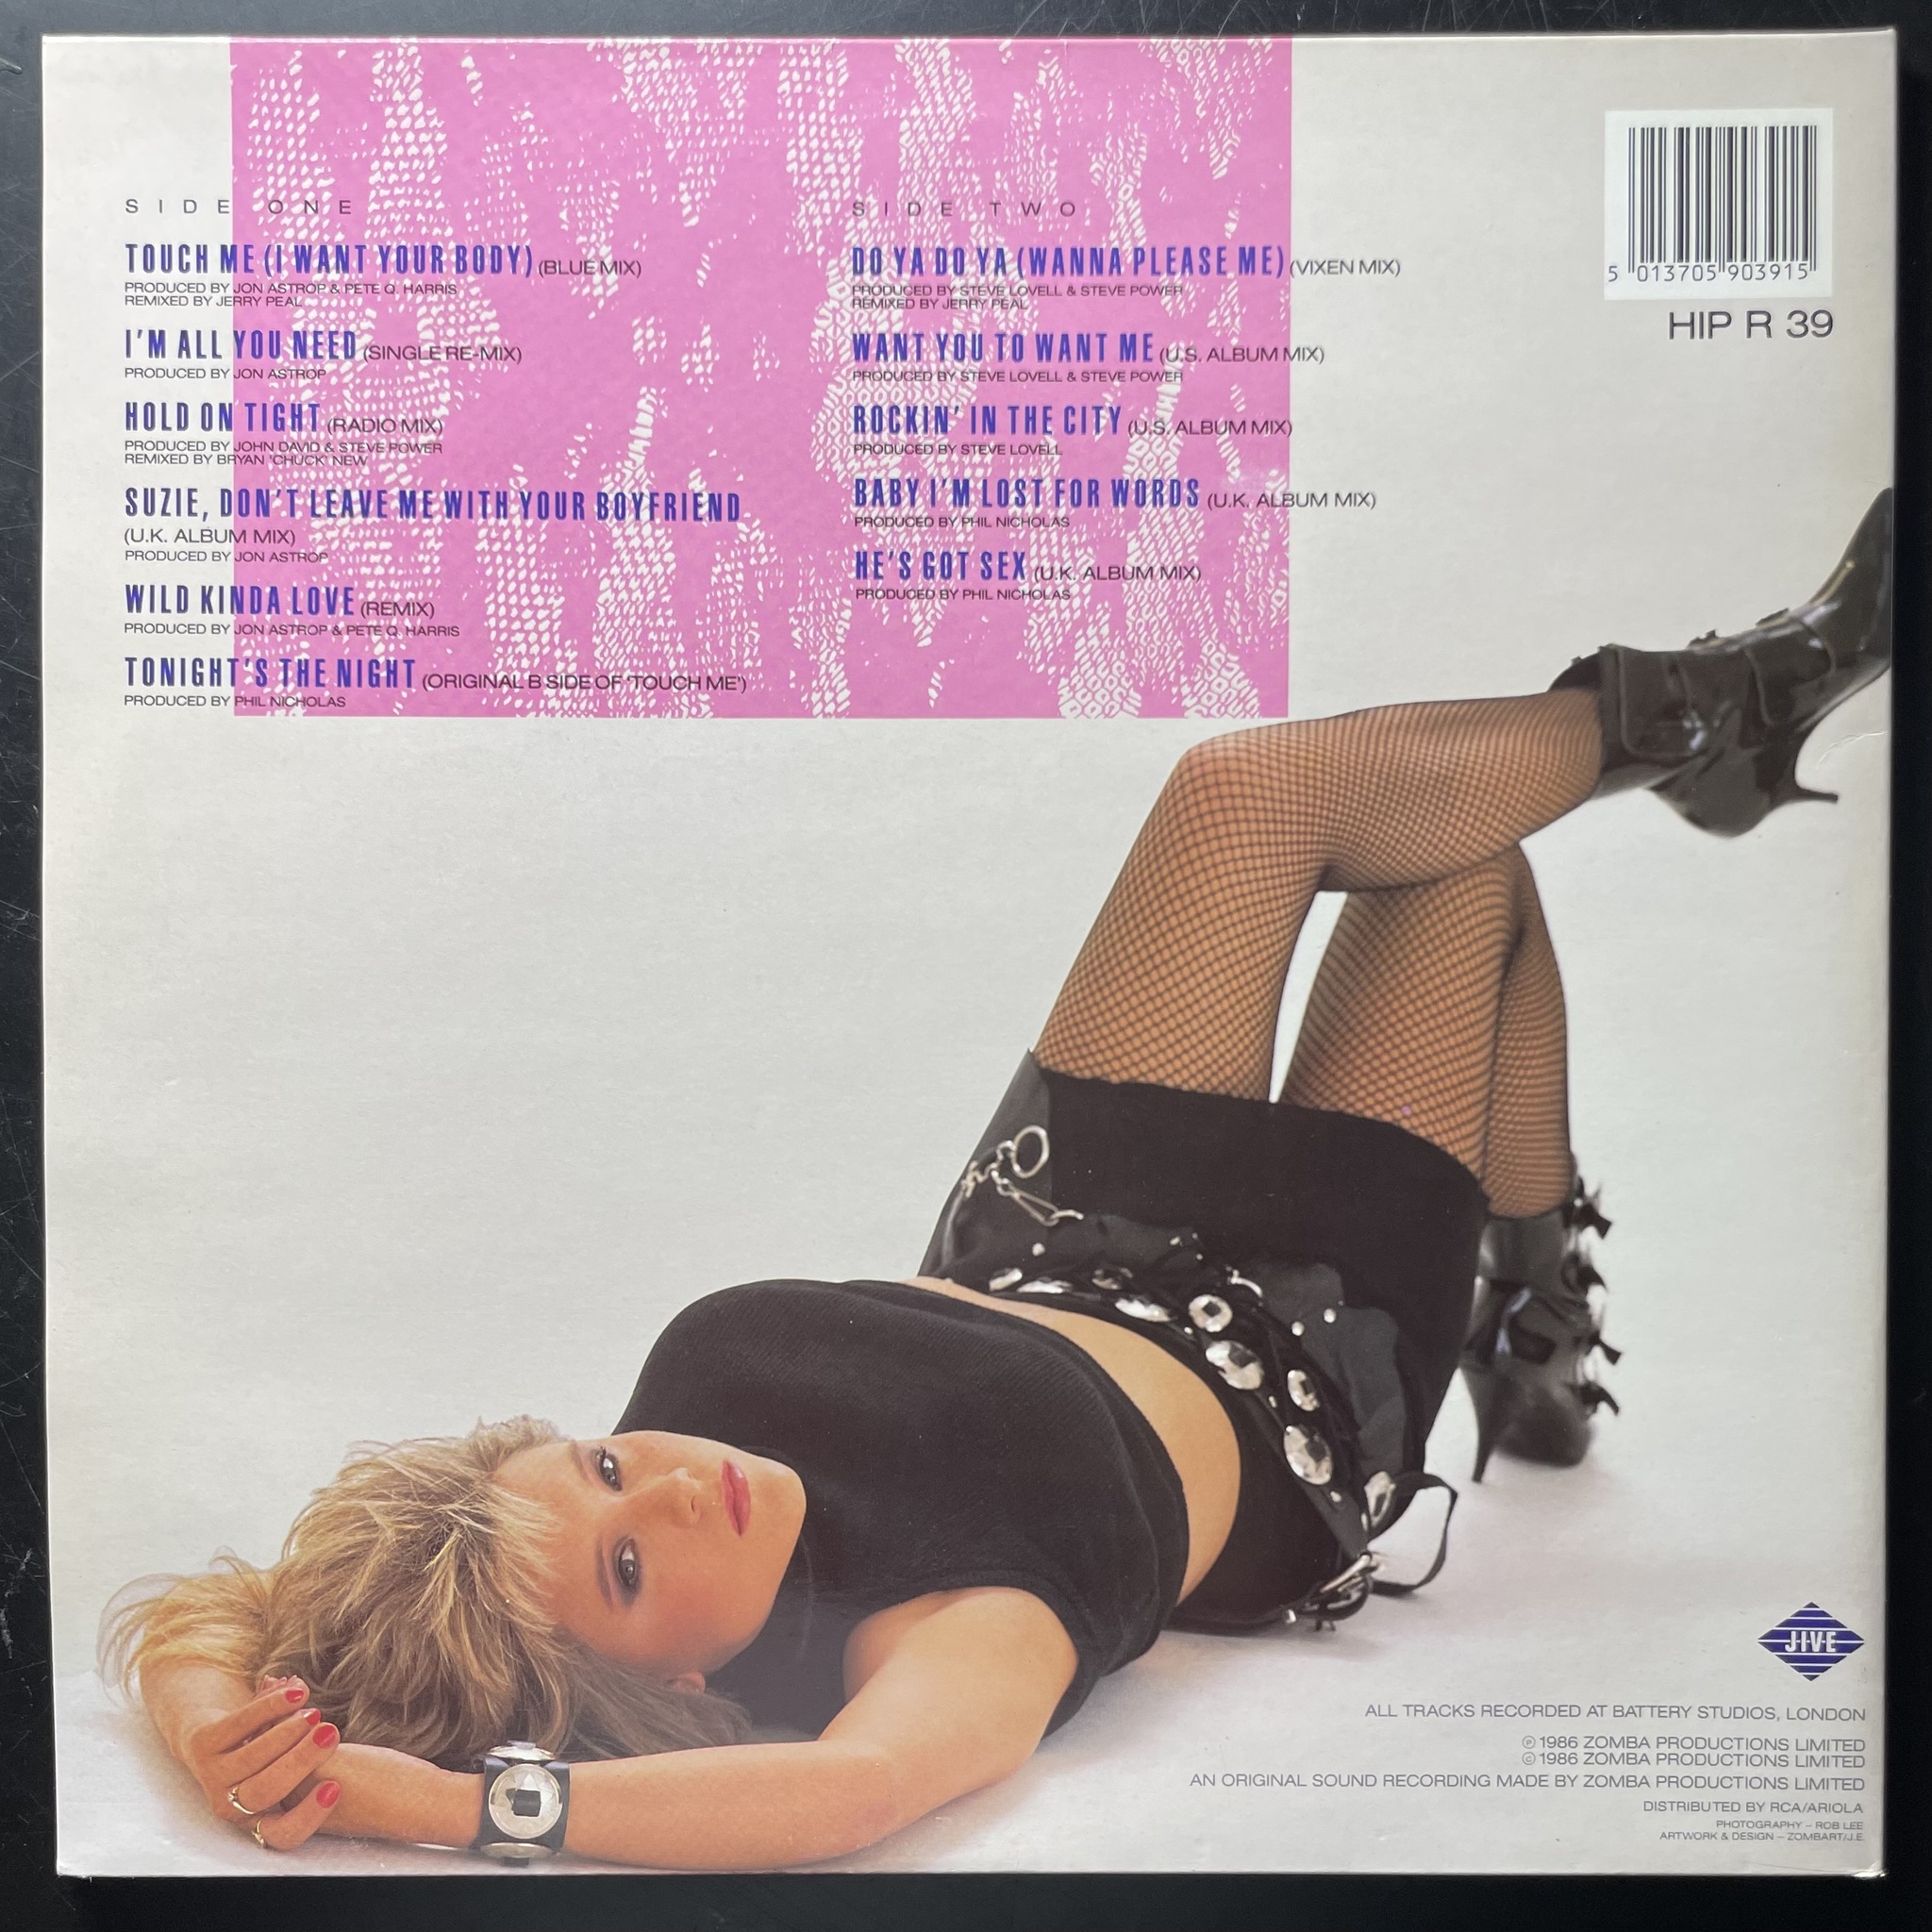 SIDE ONE
TOUCH ME (I WANT YOUR BODY) (BLUE MIX)
PRODUCED BY JON ASTROP & PETE Q. HARRIS
REMIXED BY JERRY PEAL
I'M ALL YOU NEED (SINGLE RE-MIX)
PRODUCED BY JON ASTROP
HOLD ON TIGHT (RADIO MIX)
PRODUCED BY JOHN DAVID & STEVE POWER
REMIXED BY BRYAN 'CHUCK' NEW
SUZIE, DON'T LEAVE ME WITH YOUR BOYFRIEND
(U.K. ALBUM MIX)
PRODUCED BY JON ASTROP
WILD KINDA LOVE (REMIX)
PRODUCED BY JON ASTROP & PETE Q. HARRIS
TONIGHT'S THE NIGHT (ORIGINAL B SIDE OF 'TOUCH ME')
PRODUCED BY PHIL NICHOLAS
SIDE TWO
DO YA DO YA (WANNA PLEASE ME) (VIXEN MIX)
PRODUCED BY STEVE LOVELL & STEVE POWER
REMIXED BY JERRY PEAL
WANT YOU TO WANT ME (U.S. ALBUM MIX)
PRODUCED BY STEVE LOVELL & STEVE POWER
ROCKIN' IN THE CITY (U.S. ALBUM MIX)
PRODUCED BY STEVE LOVELL
BABY I'M LOST FOR WORDS (U.K. ALBUM MIX)
PRODUCED BY PHIL NICHOLAS
HE'S GOT SEX (U.K. ALBUM MIX)
PRODUCED BY PHIL NICHOLAS
5 013705 903915
HIP R 39
JIVE
ALL TRACKS RECORDED AT BATTERY STUDIOS, LONDON
℗ 1986 ZOMBA PRODUCTIONS LIMITED
© 1986 ZOMBA PRODUCTIONS LIMITED
AN ORIGINAL SOUND RECORDING MADE BY ZOMBA PRODUCTIONS LIMITED
DISTRIBUTED BY RCA/ARIOLA
PHOTOGRAPHY – ROB LEE
ARTWORK & DESIGN – ZOMBART/J.E.